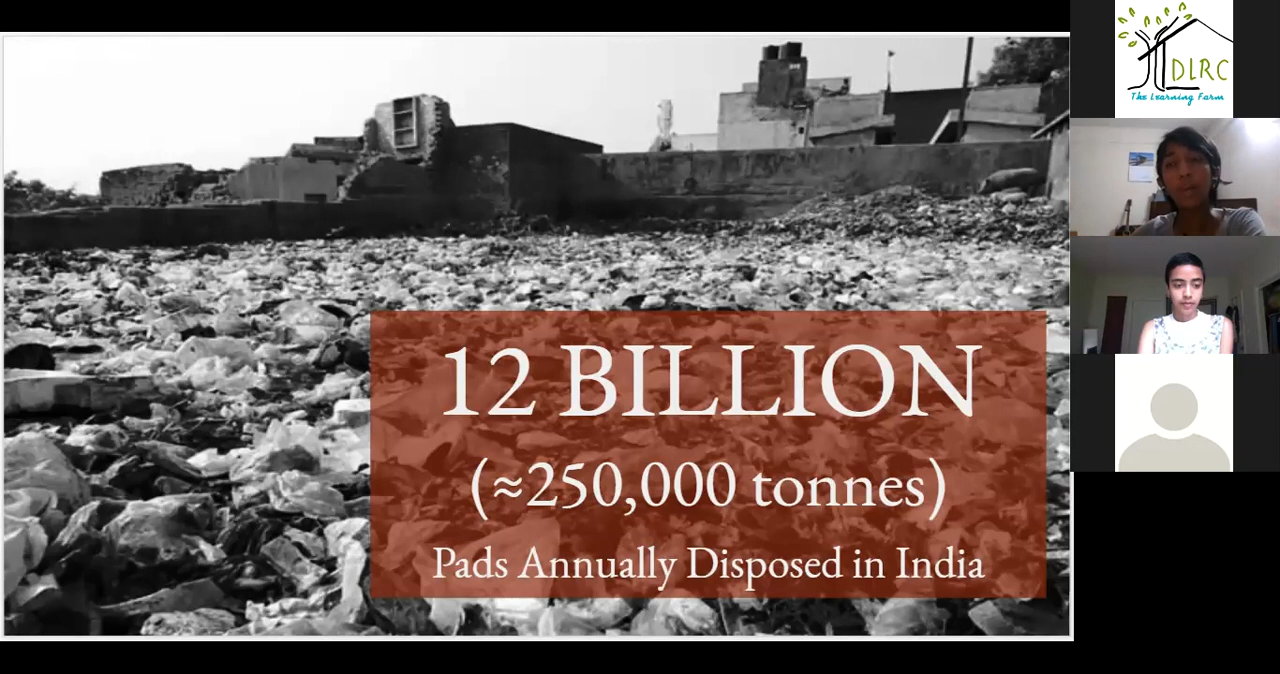 12 BILLION
(≈250,000 tonnes)
Pads Annually Disposed in India
DLRC
The Learning Farm